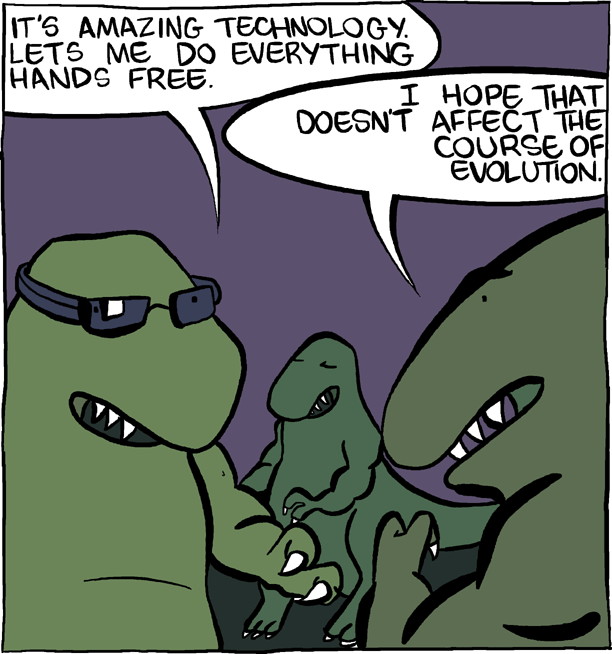 IT'S AMAZING TECHNOLOGY.
LETS ME DO EVERYTHING
HANDS FREE.
I HOPE THAT
DOESN'T AFFECT THE
COURSE OF
EVOLUTION.